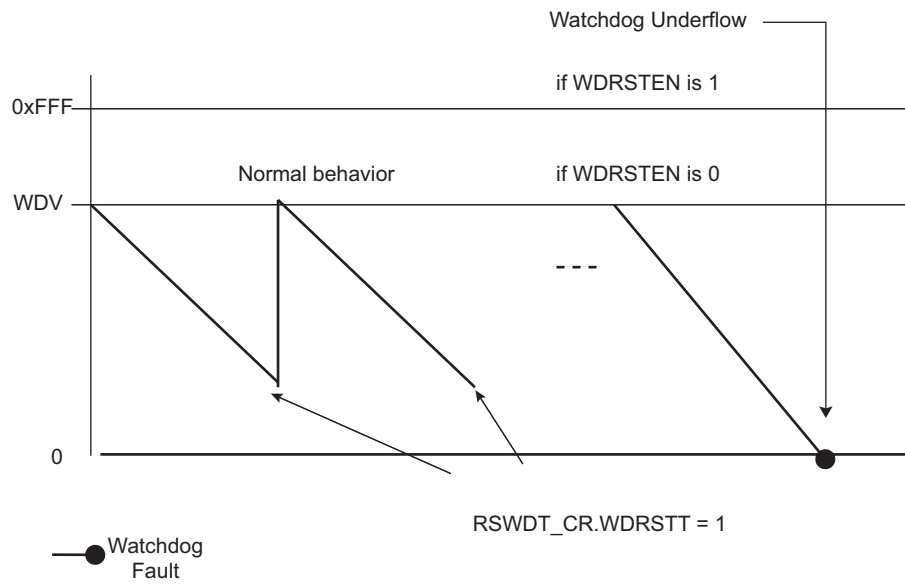 Watchdog Underflow
if WDRSTEN is 1
0xFFF
Normal behavior
if WDRSTEN is 0
WDV
0
RSWDT_CR.WDRSTT = 1
Watchdog
Fault